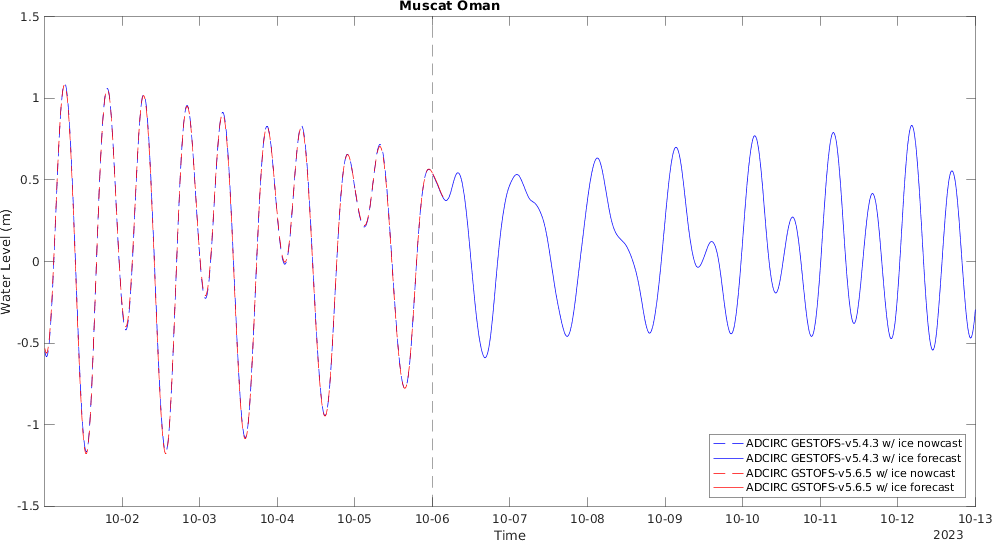 Muscat Oman
1.5
1
0.5
0
-0.5
-1
-1.5
Water Level (m)
10-02 10-03 10-04 10-05 10-06 10-07 10-08 10-09 10-10 10-11 10-12 10-13
Time
2023
ADCIRC GESTOFS-v5.4.3 w/ ice nowcast
ADCIRC GESTOFS-v5.4.3 w/ ice forecast
ADCIRC GSTOFS-v5.6.5 w/ ice nowcast
ADCIRC GSTOFS-v5.6.5 w/ ice forecast